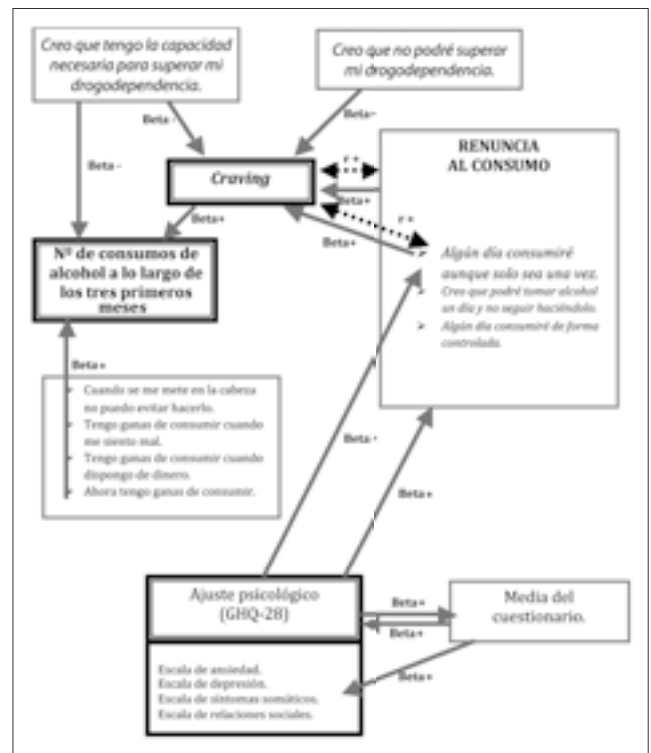 Creo que tengo la capacidad
necesaria para superar mi
drogodependencia.
Creo que no podré superar
mi drogodependencia.
Beta -
Beta-
Beta -
Craving
r +
Beta+
RENUNCIA
AL CONSUMO
Beta+
r +
Beta+
Nº de consumos de
alcohol a lo largo de
los tres primeros
meses
Algún día consumiré
aunque solo sea una vez.
Creo que podré tomar alcohol
un día y no seguir haciéndolo.
Algún día consumiré de forma
controlada.
Beta+
Cuando se me mete en la cabeza
no puedo evitar hacerlo.
Tengo ganas de consumir cuando
me siento mal.
Tengo ganas de consumir cuando
dispongo de dinero.
Ahora tengo ganas de consumir.
Beta -
Beta+
Ajuste psicológico
(GHQ-28)
Beta+
Beta+
Media del
cuestionario.
Beta+
Escala de ansiedad.
Escala de depresión.
Escala de síntomas somáticos.
Escala de relaciones sociales.